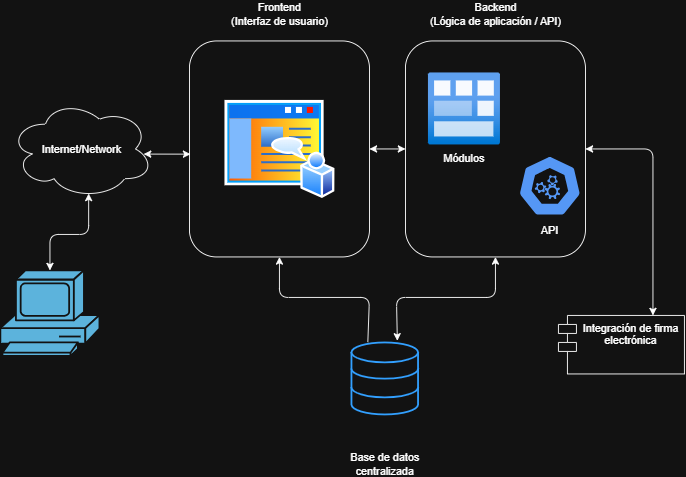 Frontend
(Interfaz de usuario)
Backend
(Lógica de aplicación / API)
Internet/Network
Módulos
API
Integración de firma
electrónica
Base de datos
centralizada